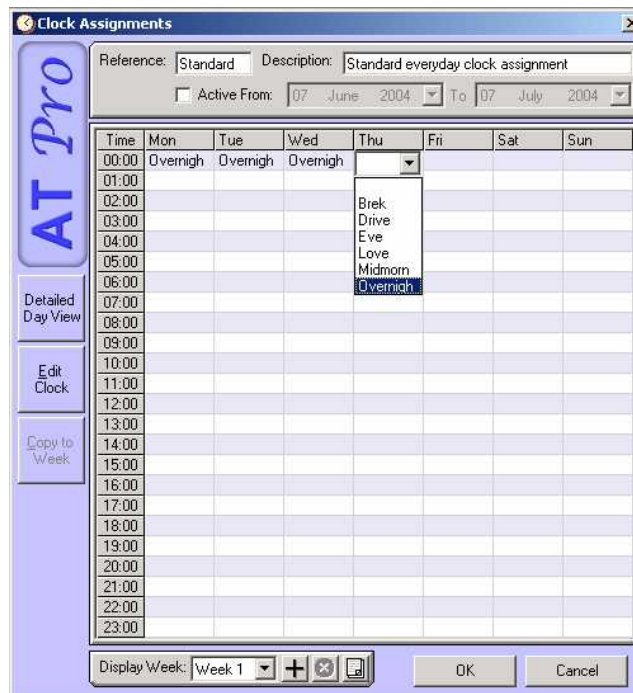 Clock Assignments
AT Pro
Reference: Standard Description: Standard everyday clock assignment
Active From: 07 June 2004 To 07 July 2004
Time Mon Tue Wed Thu Fri Sat Sun
00:00 Overnigh Overnigh Overnigh
01:00
02:00
Brek
03:00
Drive
04:00
Eve
05:00
Love
06:00
Midmorn
Overnigh
07:00
08:00
09:00
10:00
11:00
12:00
13:00
14:00
15:00
16:00
17:00
18:00
19:00
20:00
21:00
22:00
23:00
Detailed
Day View
Edit
Clock
Copy to
Week
Display Week: Week 1 OK Cancel